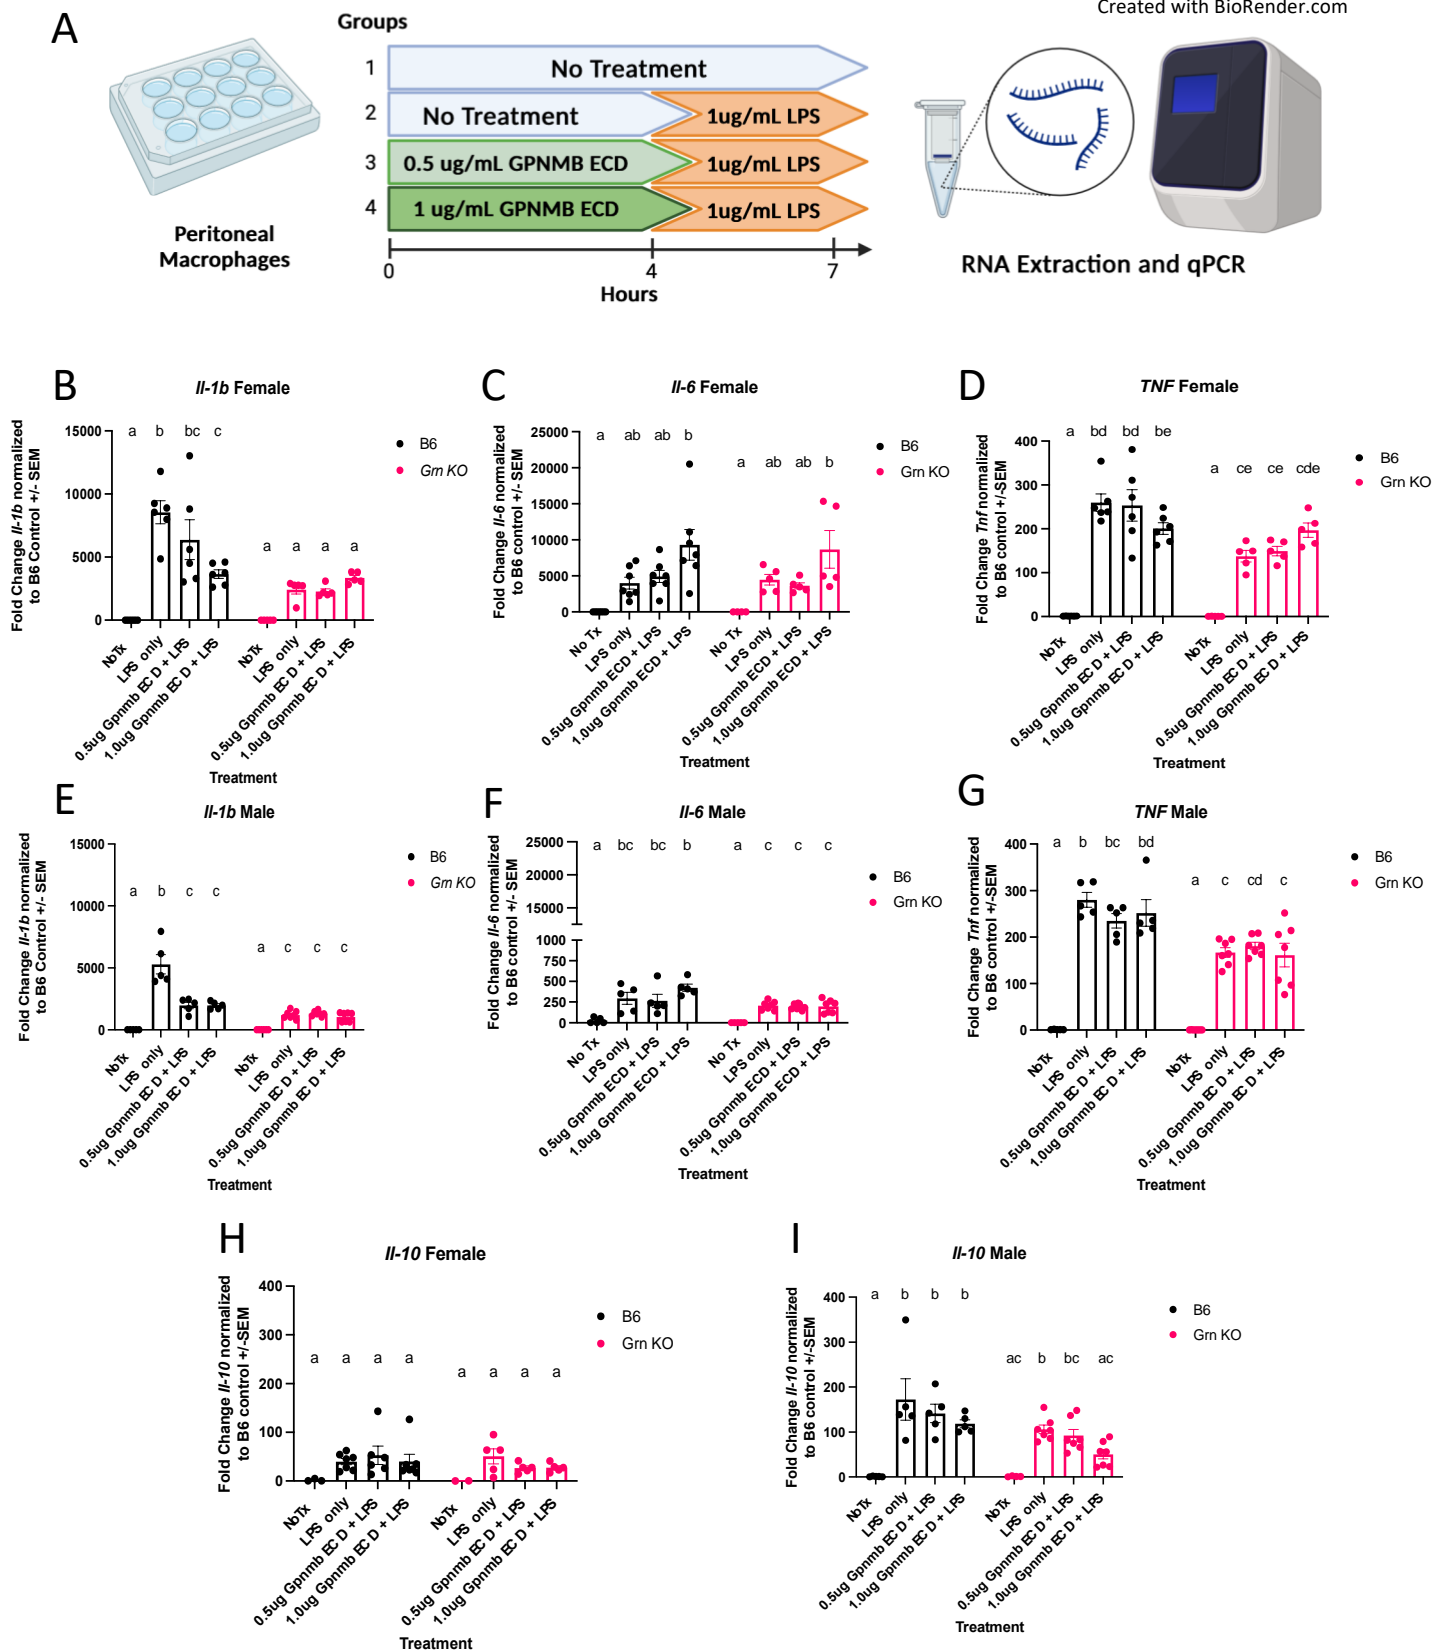 Created with BioRender.com
A
Groups
1
No Treatment
2
No Treatment
1ug/mL LPS
3
0.5 ug/mL GPNMB ECD
1ug/mL LPS
4
1 ug/mL GPNMB ECD
1ug/mL LPS
0
4
7
Hours
Peritoneal
Macrophages
RNA Extraction and qPCR
B
Il-1b Female
Fold Change Il-1b normalized
to B6 Control +/- SEM
15000
10000
5000
0
a b bc c
a a a a
B6
Grn KO
NoTx
LPS only
0.5ug Gpnmb EC D + LPS
1.0ug Gpnmb EC D + LPS
NoTx
LPS only
0.5ug Gpnmb EC D + LPS
1.0ug Gpnmb EC D + LPS
Treatment
C
Il-6 Female
Fold Change Il-6 normalized
to B6 control +/- SEM
25000
20000
15000
10000
5000
0
a ab ab b
a ab ab b
B6
Grn KO
No Tx
LPS only
0.5ug Gpnmb ECD + LPS
1.0ug Gpnmb ECD + LPS
No Tx
LPS only
0.5ug Gpnmb ECD + LPS
1.0ug Gpnmb ECD + LPS
Treatment
D
TNF Female
Fold Change Tnf normalized
to B6 control +/-SEM
400
300
200
100
0
a bd bd be
a ce ce cde
B6
Grn KO
NoTx
LPS only
0.5ug Gpnmb EC D + LPS
1.0ug Gpnmb EC D + LPS
NoTx
LPS only
0.5ug Gpnmb EC D + LPS
1.0ug Gpnmb EC D + LPS
Treatment
E
Il-1b Male
Fold Change Il-1b normalized
to B6 Control +/- SEM
15000
10000
5000
0
a b c c
a c c c
B6
Grn KO
NoTx
LPS only
0.5ug Gpnmb EC D + LPS
1.0ug Gpnmb EC D + LPS
NoTx
LPS only
0.5ug Gpnmb EC D + LPS
1.0ug Gpnmb EC D + LPS
Treatment
F
Il-6 Male
Fold Change Il-6 normalized
to B6 control +/- SEM
25000
20000
15000
1000
750
500
250
0
a bc bc b a c c c
B6
Grn KO
No Tx
LPS only
0.5ug Gpnmb ECD + LPS
1.0ug Gpnmb ECD + LPS
No Tx
LPS only
0.5ug Gpnmb ECD + LPS
1.0ug Gpnmb ECD + LPS
Treatment
G
TNF Male
Fold Change Tnf normalized
to B6 control +/-SEM
400
300
200
100
0
a b bc bd
a c cd c
B6
Grn KO
NoTx
LPS only
0.5ug Gpnmb EC D + LPS
1.0ug Gpnmb EC D + LPS
NoTx
LPS only
0.5ug Gpnmb EC D + LPS
1.0ug Gpnmb EC D + LPS
Treatment
H
Il-10 Female
Fold Change Il-10 normalized
to B6 control +/-SEM
400
300
200
100
0
a a a a
a a a a
B6
Grn KO
NoTx
LPS only
0.5ug Gpnmb EC D + LPS
1.0ug Gpnmb EC D + LPS
NoTx
LPS only
0.5ug Gpnmb EC D + LPS
1.0ug Gpnmb EC D + LPS
Treatment
I
Il-10 Male
Fold Change Il-10 normalized
to B6 control +/-SEM
400
300
200
100
0
a b b b
ac b bc ac
B6
Grn KO
NoTx
LPS only
0.5ug Gpnmb EC D + LPS
1.0ug Gpnmb EC D + LPS
NoTx
LPS only
0.5ug Gpnmb EC D + LPS
1.0ug Gpnmb EC D + LPS
Treatment